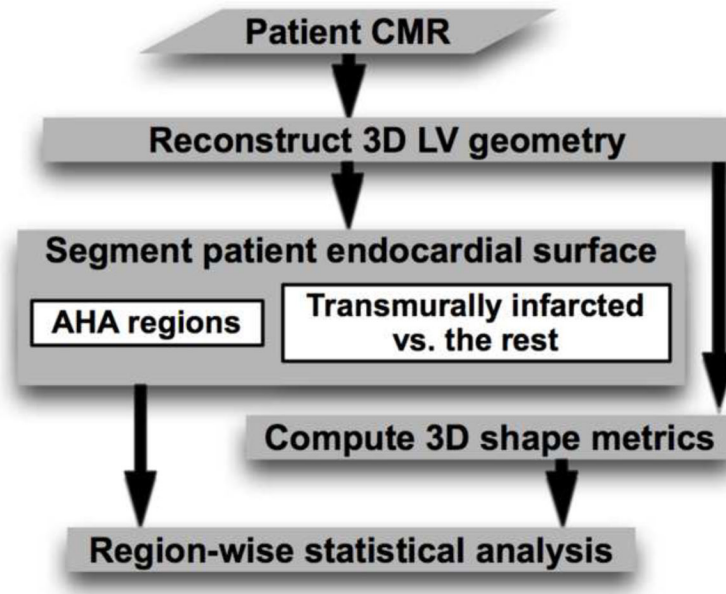 Patient CMR
Reconstruct 3D LV geometry
Segment patient endocardial surface
AHA regions
Transmurally infarcted
vs. the rest
Compute 3D shape metrics
Region-wise statistical analysis